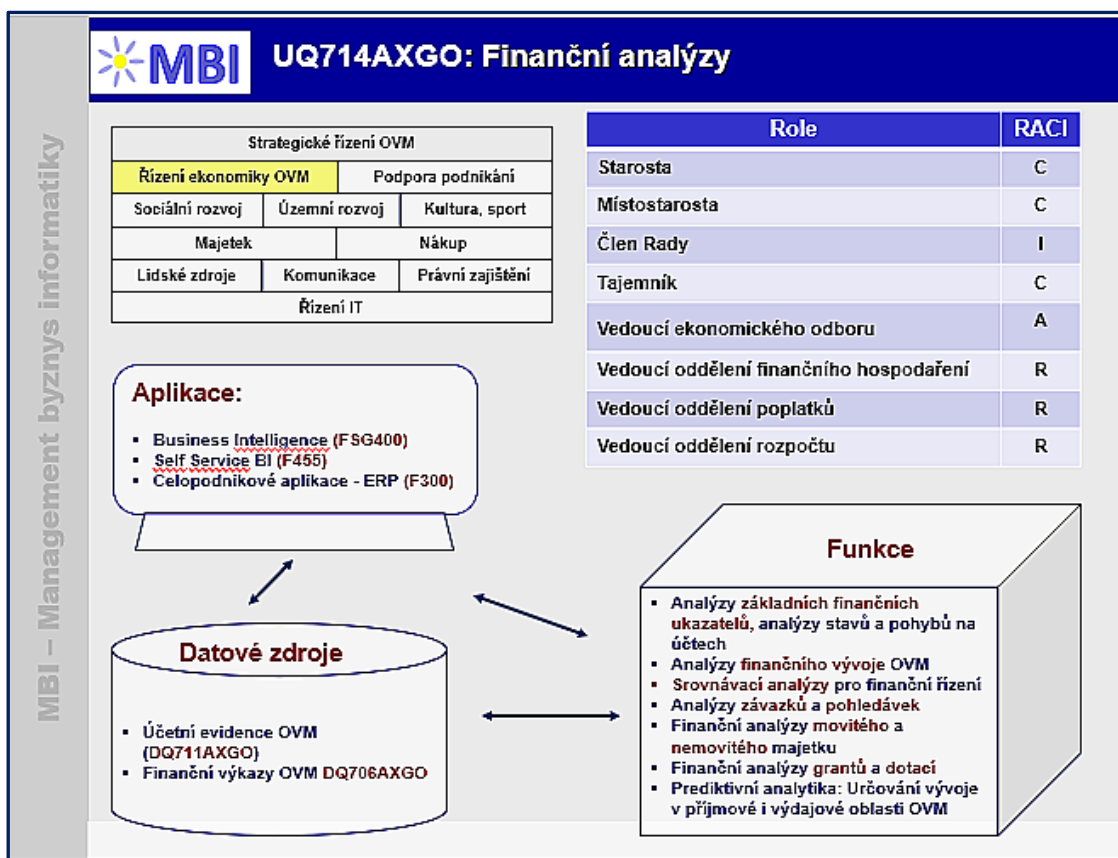 MBI
UQ714AXGO: Finanční analýzy
MBI – Management byznys informatiky
Strategické řízení OVM
Řízení ekonomiky OVM
Podpora podnikání
Sociální rozvoj
Územní rozvoj
Kultura, sport
Majetek
Nákup
Lidské zdroje
Komunikace
Právní zajištění
Řízení IT
Role RACI
Starosta C
Místostarosta C
Člen Rady I
Tajemník C
Vedoucí ekonomického odboru A
Vedoucí oddělení finančního hospodaření R
Vedoucí oddělení poplatků R
Vedoucí oddělení rozpočtu R
Aplikace:
▪ Business Intelligence (FSG400)
▪ Self Service BI (F455)
▪ Celopodnikové aplikace - ERP (F300)
Datové zdroje
▪ Účetní evidence OVM
(DQ711AXGO)
▪ Finanční výkazy OVM DQ706AXGO
Funkce
▪ Analýzy základních finančních
ukazatelů, analýzy stavů a pohybů na
účtech
▪ Analýzy finančního vývoje OVM
▪ Srovnávací analýzy pro finanční řízení
▪ Analýzy závazků a pohledávek
▪ Finanční analýzy movitého a
nemovitého majetku
▪ Finanční analýzy grantů a dotací
▪ Prediktivní analytika: Určování vývoje
v příjmové i výdajové oblasti OVM